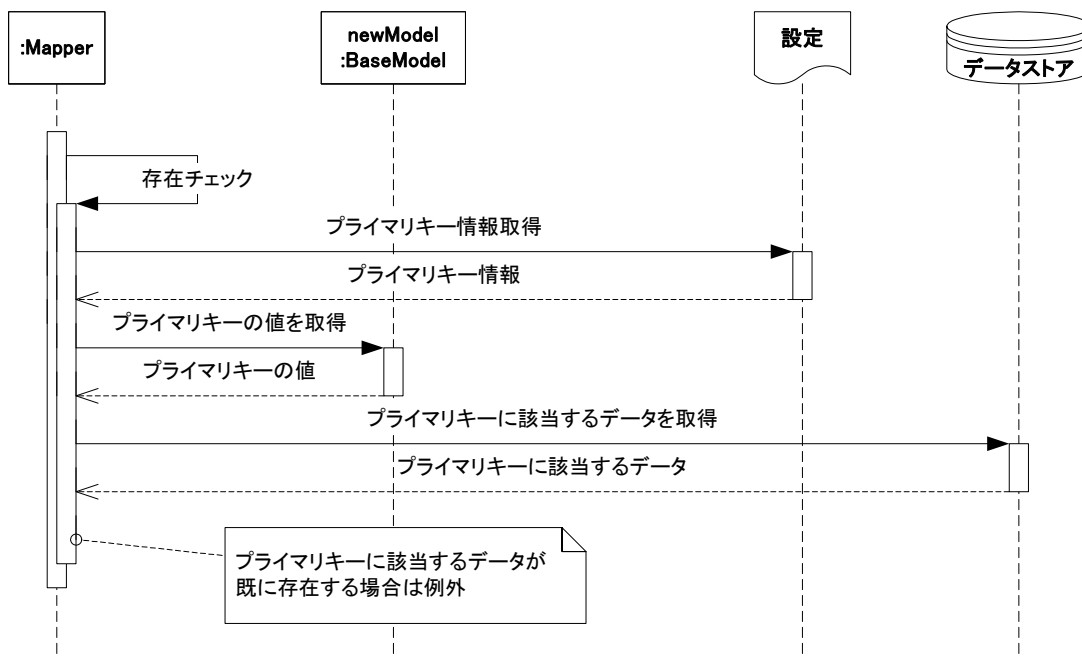 :Mapper
newModel
:BaseModel
設定
データストア
存在チェック
プライマリキー情報取得
プライマリキー情報
プライマリキーの値を取得
プライマリキーの値
プライマリキーに該当するデータを取得
プライマリキーに該当するデータ
プライマリキーに該当するデータが
既に存在する場合は例外